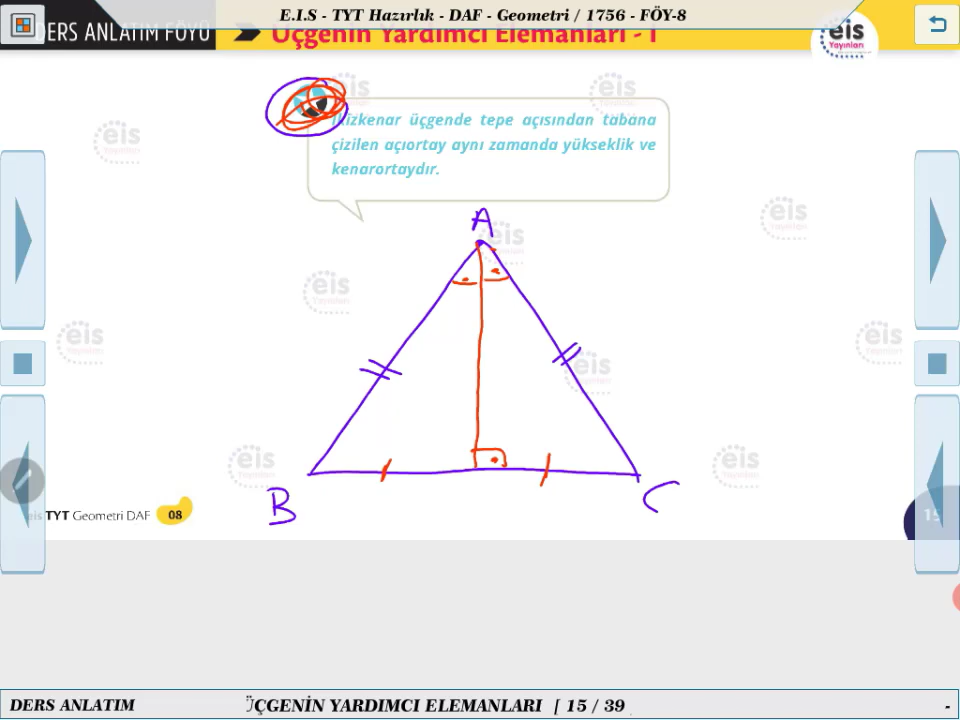 E.I.S - TYT Hazırlık - DAF - Geometri / 1756 - FÖY-8
DERS ANLATIM FÖYÜ
Üçgenin Yardımcı Elemanları - I
eis
Yayınları
İkizkenar üçgende tepe açısından tabana
çizilen açıortay aynı zamanda yükseklik ve
kenarortaydır.
A
B
C
eis TYT Geometri DAF 08
15
DERS ANLATIM
ÜÇGENİN YARDIMCI ELEMANLARI [ 15 / 39
-